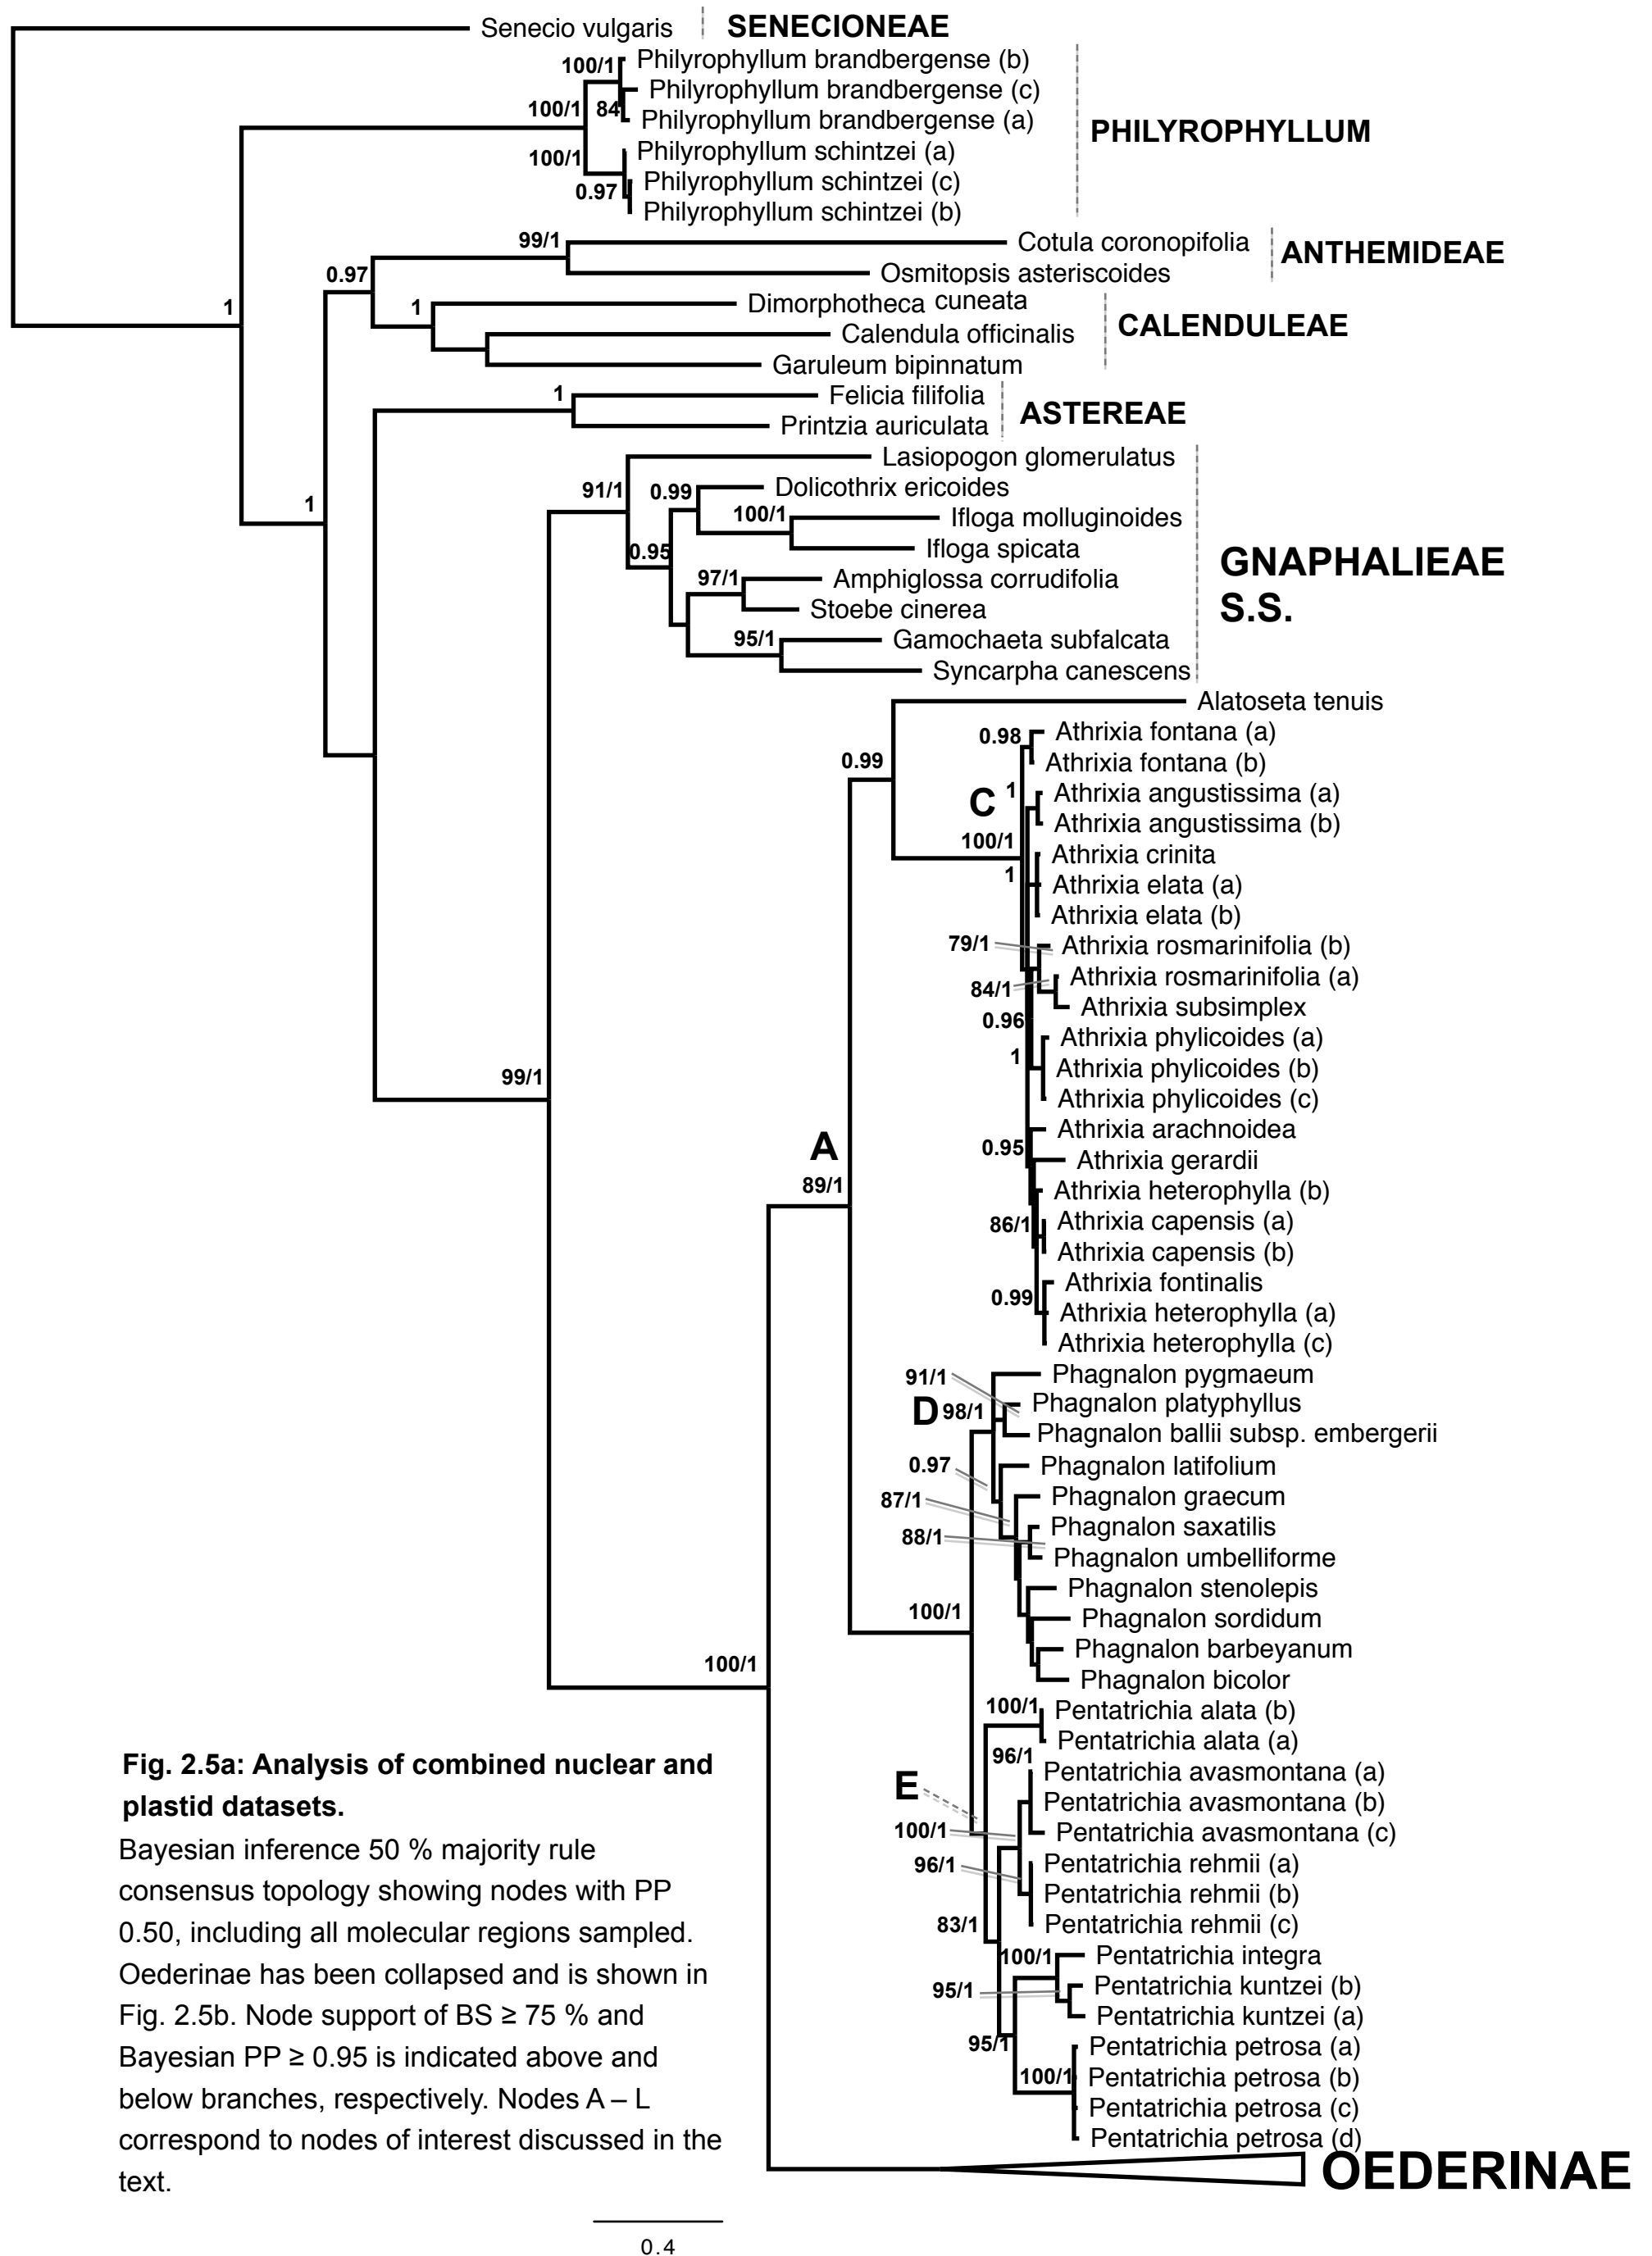 Senecio vulgaris
SENECIONEAE
100/1
Philyrophyllum brandbergense (b)
Philyrophyllum brandbergense (c)
100/1
84
Philyrophyllum brandbergense (a)
PHILYROPHYLLUM
100/1
Philyrophyllum schintzei (a)
0.97
Philyrophyllum schintzei (c)
Philyrophyllum schintzei (b)
99/1
Cotula coronopifolia
ANTHEMIDEAE
0.97
Osmitopsis asteriscoides
1
1
Dimorphotheca cuneata
Calendula officinalis
CALENDULEAE
Garuleum bipinnatum
1
Felicia filifolia
ASTEREAE
Printzia auriculata
Lasiopogon glomerulatus
1
91/1
0.99
Dolicothrix ericoides
100/1
Ifloga molluginoides
0.95
Ifloga spicata
GNAPHALIEAE
S.S.
97/1
Amphiglossa corrudifolia
Stoebe cinerea
95/1
Gamochaeta subfalcata
Syncarpha canescens
Alatoseta tenuis
0.99
0.98
Athrixia fontana (a)
Athrixia fontana (b)
C
1
Athrixia angustissima (a)
Athrixia angustissima (b)
100/1
Athrixia crinita
1
Athrixia elata (a)
Athrixia elata (b)
79/1
Athrixia rosmarinifolia (b)
84/1
Athrixia rosmarinifolia (a)
Athrixia subsimplex
0.96
Athrixia phylicoides (a)
1
Athrixia phylicoides (b)
99/1
Athrixia phylicoides (c)
A
Athrixia arachnoidea
0.95
Athrixia gerardii
89/1
Athrixia heterophylla (b)
86/1
Athrixia capensis (a)
Athrixia capensis (b)
Athrixia fontinalis
0.99
Athrixia heterophylla (a)
Athrixia heterophylla (c)
91/1
Phagnalon pygmaeum
D
98/1
Phagnalon platyphyllus
Phagnalon ballii subsp. embergerii
0.97
Phagnalon latifolium
87/1
Phagnalon graecum
88/1
Phagnalon saxatilis
Phagnalon umbelliforme
Phagnalon stenolepis
100/1
Phagnalon sordidum
100/1
Phagnalon barbeyanum
Phagnalon bicolor
100/1
Pentatrichia alata (b)
Pentatrichia alata (a)
96/1
Pentatrichia avasmontana (a)
E
Pentatrichia avasmontana (b)
100/1
Pentatrichia avasmontana (c)
96/1
Pentatrichia rehmii (a)
Pentatrichia rehmii (b)
83/1
Pentatrichia rehmii (c)
100/1
Pentatrichia integra
95/1
Pentatrichia kuntzei (b)
Pentatrichia kuntzei (a)
95/1
Pentatrichia petrosa (a)
100/1
Pentatrichia petrosa (b)
Pentatrichia petrosa (c)
Pentatrichia petrosa (d)
OEDERINAE
Fig. 2.5a: Analysis of combined nuclear and
plastid datasets.
Bayesian inference 50 % majority rule
consensus topology showing nodes with PP
0.50, including all molecular regions sampled.
Oederinae has been collapsed and is shown in
Fig. 2.5b. Node support of BS ≥ 75 % and
Bayesian PP ≥ 0.95 is indicated above and
below branches, respectively. Nodes A – L
correspond to nodes of interest discussed in the
text.
0.4